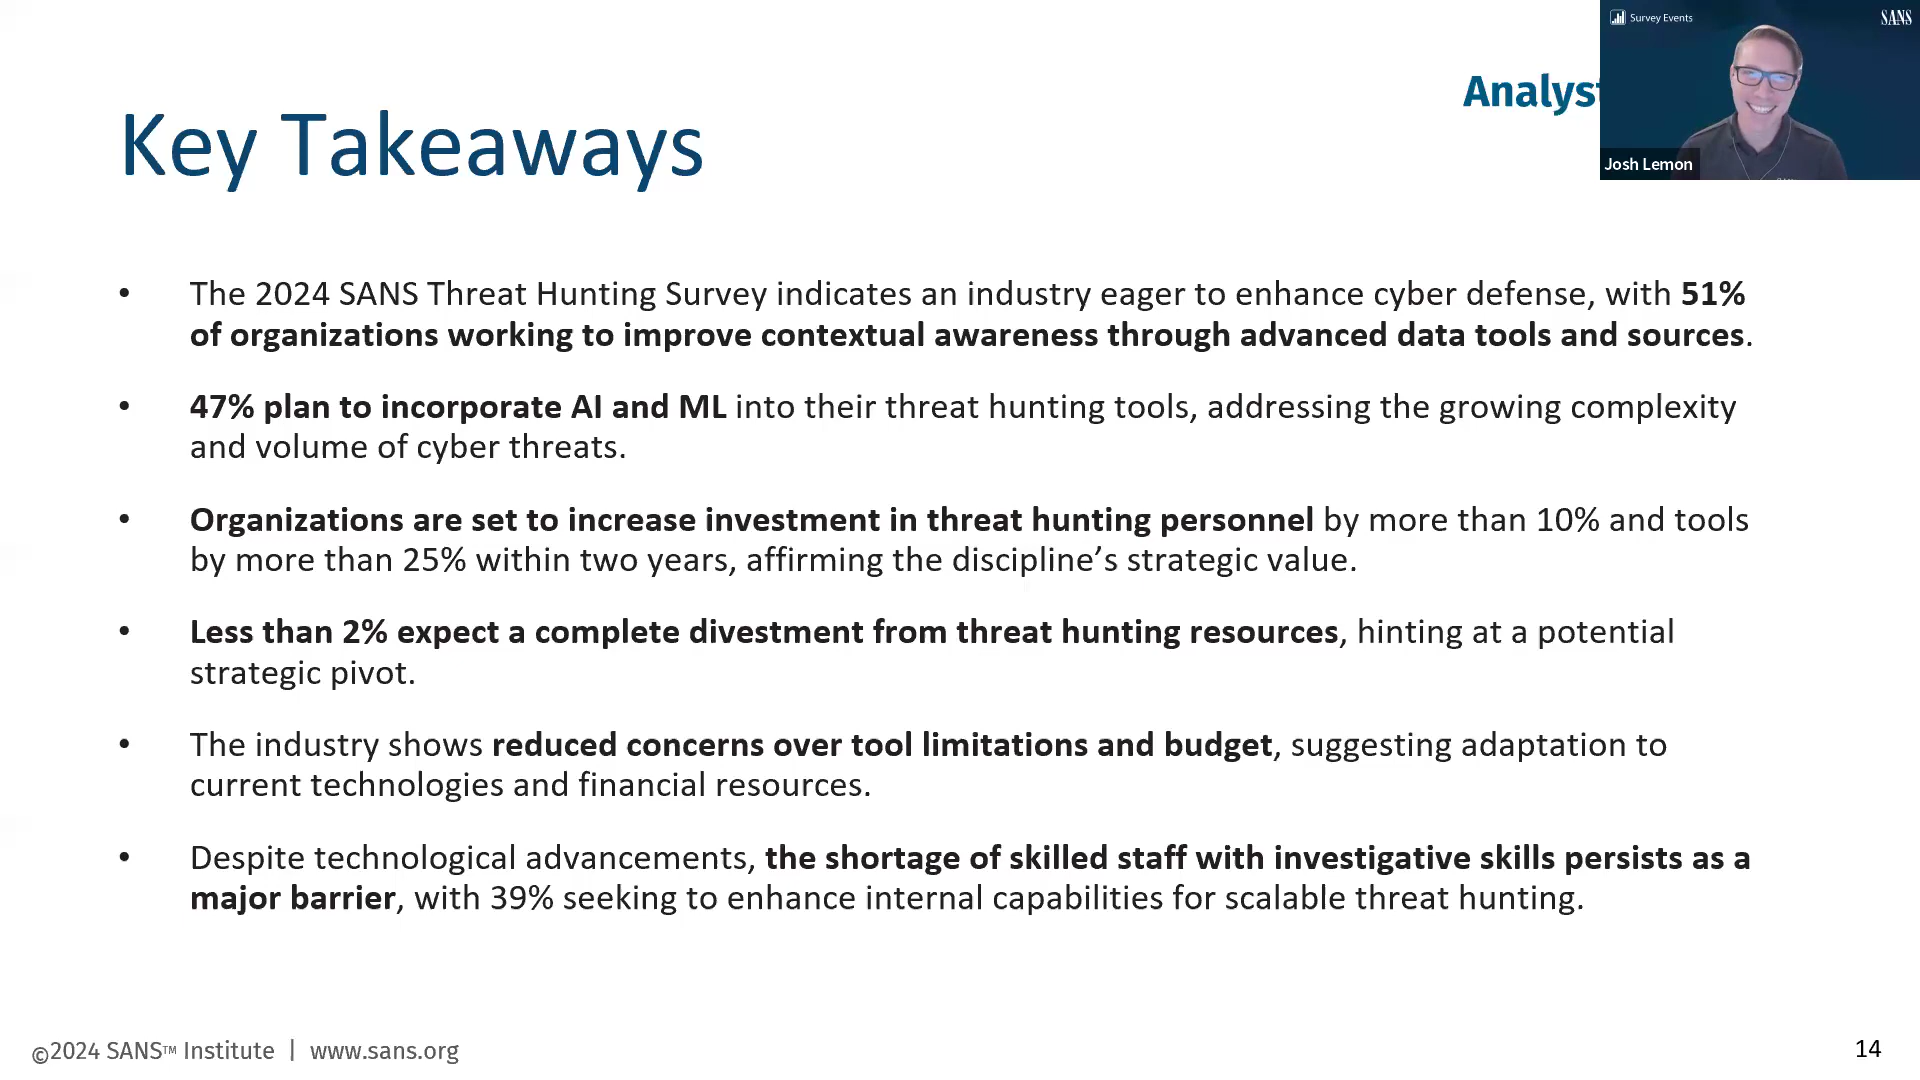 Survey Events
SANS
Analyst
Josh Lemon
Key Takeaways
• The 2024 SANS Threat Hunting Survey indicates an industry eager to enhance cyber defense, with 51%
of organizations working to improve contextual awareness through advanced data tools and sources.
• 47% plan to incorporate AI and ML into their threat hunting tools, addressing the growing complexity
and volume of cyber threats.
• Organizations are set to increase investment in threat hunting personnel by more than 10% and tools
by more than 25% within two years, affirming the discipline’s strategic value.
• Less than 2% expect a complete divestment from threat hunting resources, hinting at a potential
strategic pivot.
• The industry shows reduced concerns over tool limitations and budget, suggesting adaptation to
current technologies and financial resources.
• Despite technological advancements, the shortage of skilled staff with investigative skills persists as a
major barrier, with 39% seeking to enhance internal capabilities for scalable threat hunting.
©2024 SANS™ Institute | www.sans.org
14